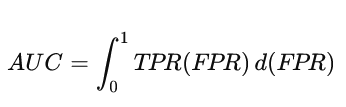 AUC = ∫₀¹ TPR(FPR) d(FPR)